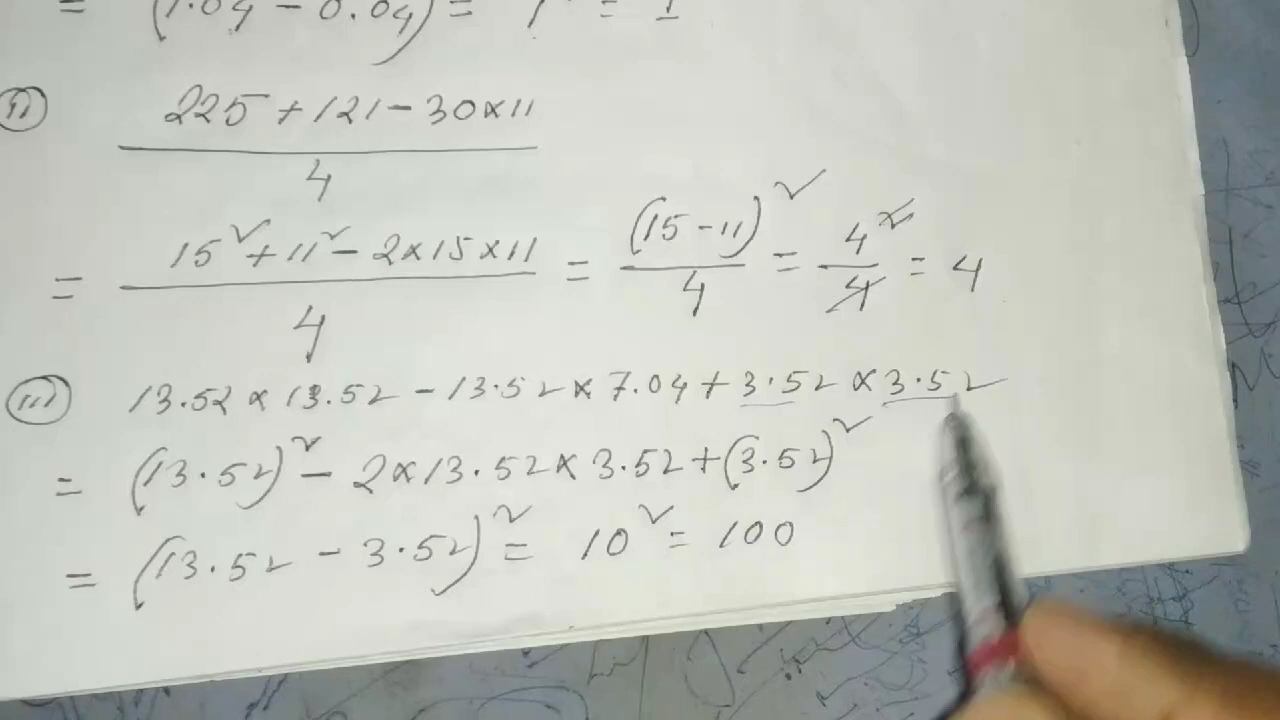 = (1.04 - 0.04) = 1 = 1
(ii) 225 + 121 - 30 × 11 / 4
= 15² + 11² - 2 × 15 × 11 / 4 = (15 - 11)² / 4 = 4² / 4 = 4
(iii) 13.52 × 13.52 - 13.52 × 7.04 + 3.52 × 3.52
= (13.52)² - 2 × 13.52 × 3.52 + (3.52)²
= (13.52 - 3.52)² = 10² = 100